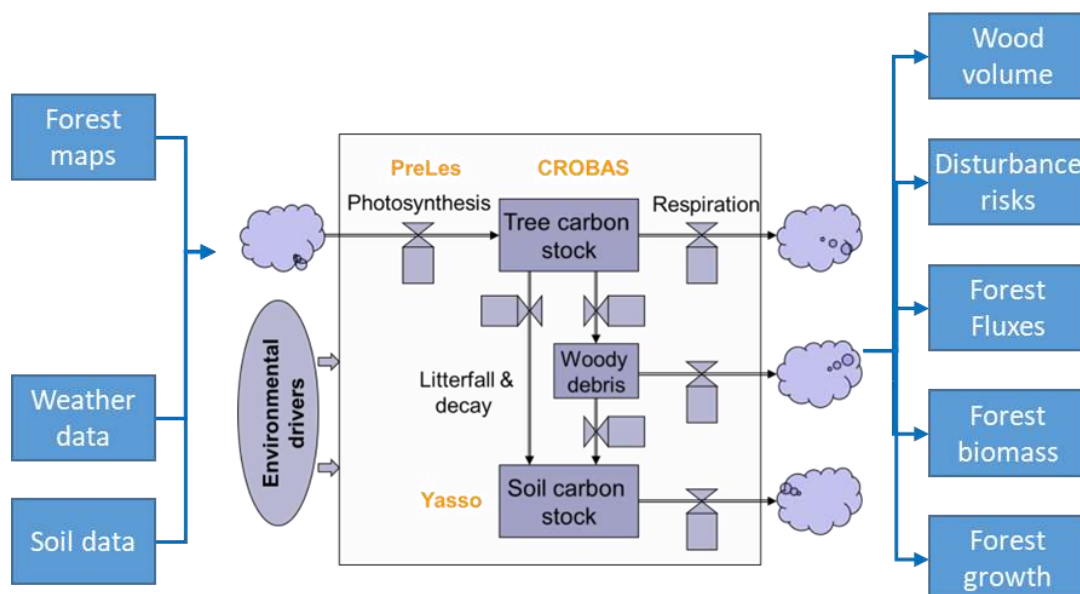 Forest
maps
Weather
data
Soil data
PreLes
CROBAS
Photosynthesis
Tree carbon
stock
Respiration
Environmental
drivers
Litterfall &
decay
Woody
debris
Yasso
Soil carbon
stock
Wood
volume
Disturbance
risks
Forest
Fluxes
Forest
biomass
Forest
growth